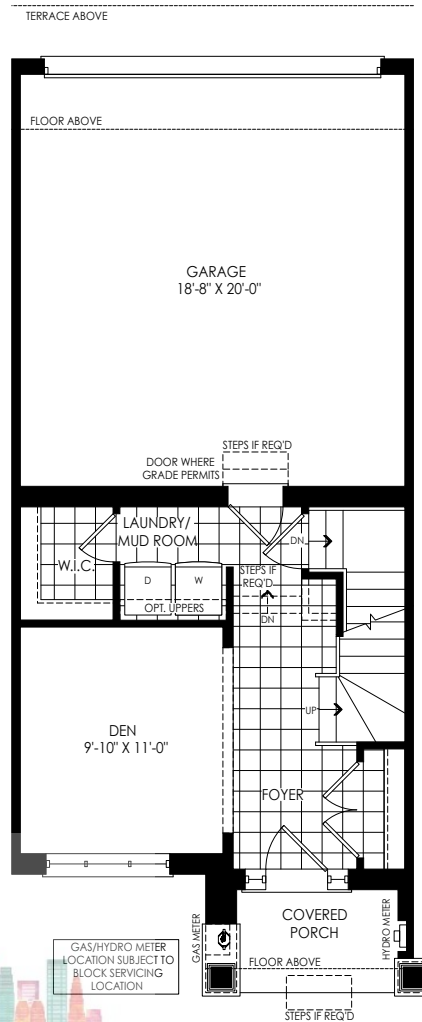 TERRACE ABOVE
FLOOR ABOVE
GARAGE
18'-8" X 20'-0"
STEPS IF REQ'D
DOOR WHERE
GRADE PERMITS
LAUNDRY/
MUD ROOM
DN
W.I.C.
D
W
STEPS IF
REQ'D
OPT. UPPERS
DN
UP
DEN
9'-10" X 11'-0"
FOYER
GAS METER
COVERED
PORCH
HYDRO METER
GAS/HYDRO METER
LOCATION SUBJECT TO
BLOCK SERVICING
LOCATION
FLOOR ABOVE
STEPS IF REQ'D